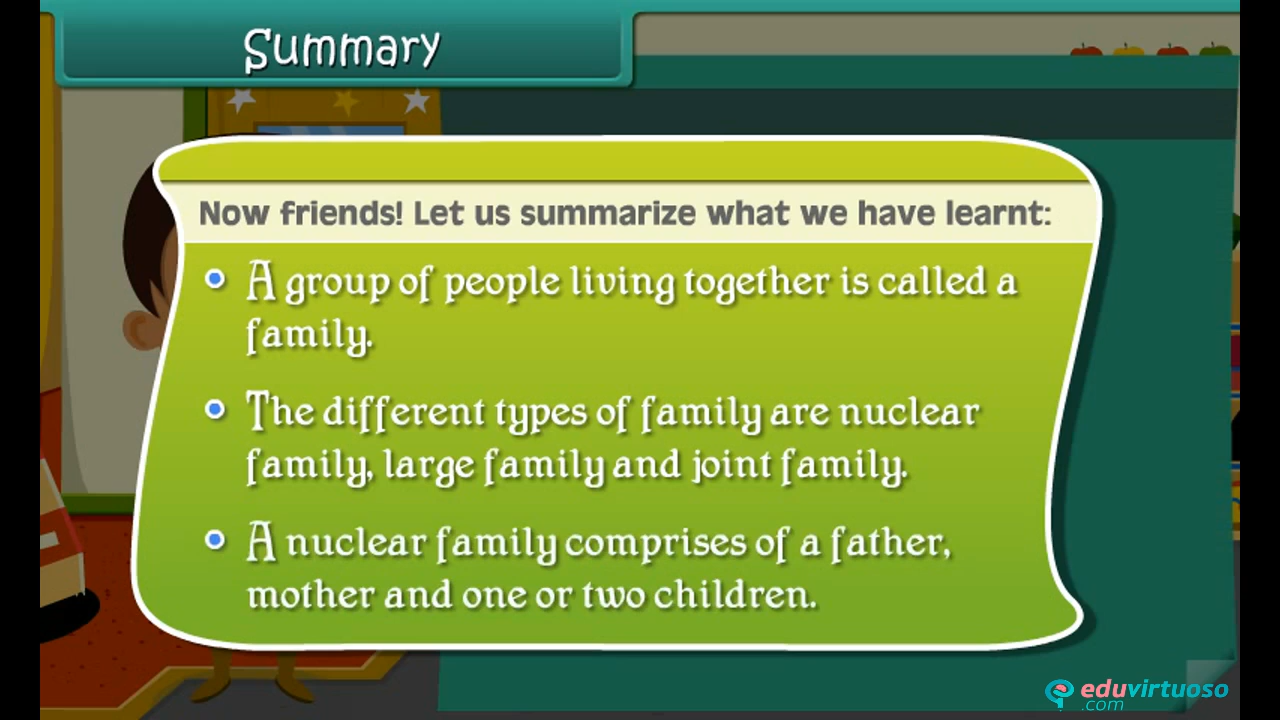 Summary
Now friends! Let us summarize what we have learnt:
A group of people living together is called a
family.
The different types of family are nuclear
family, large family and joint family.
A nuclear family comprises of a father,
mother and one or two children.
eduvirtuoso
.com